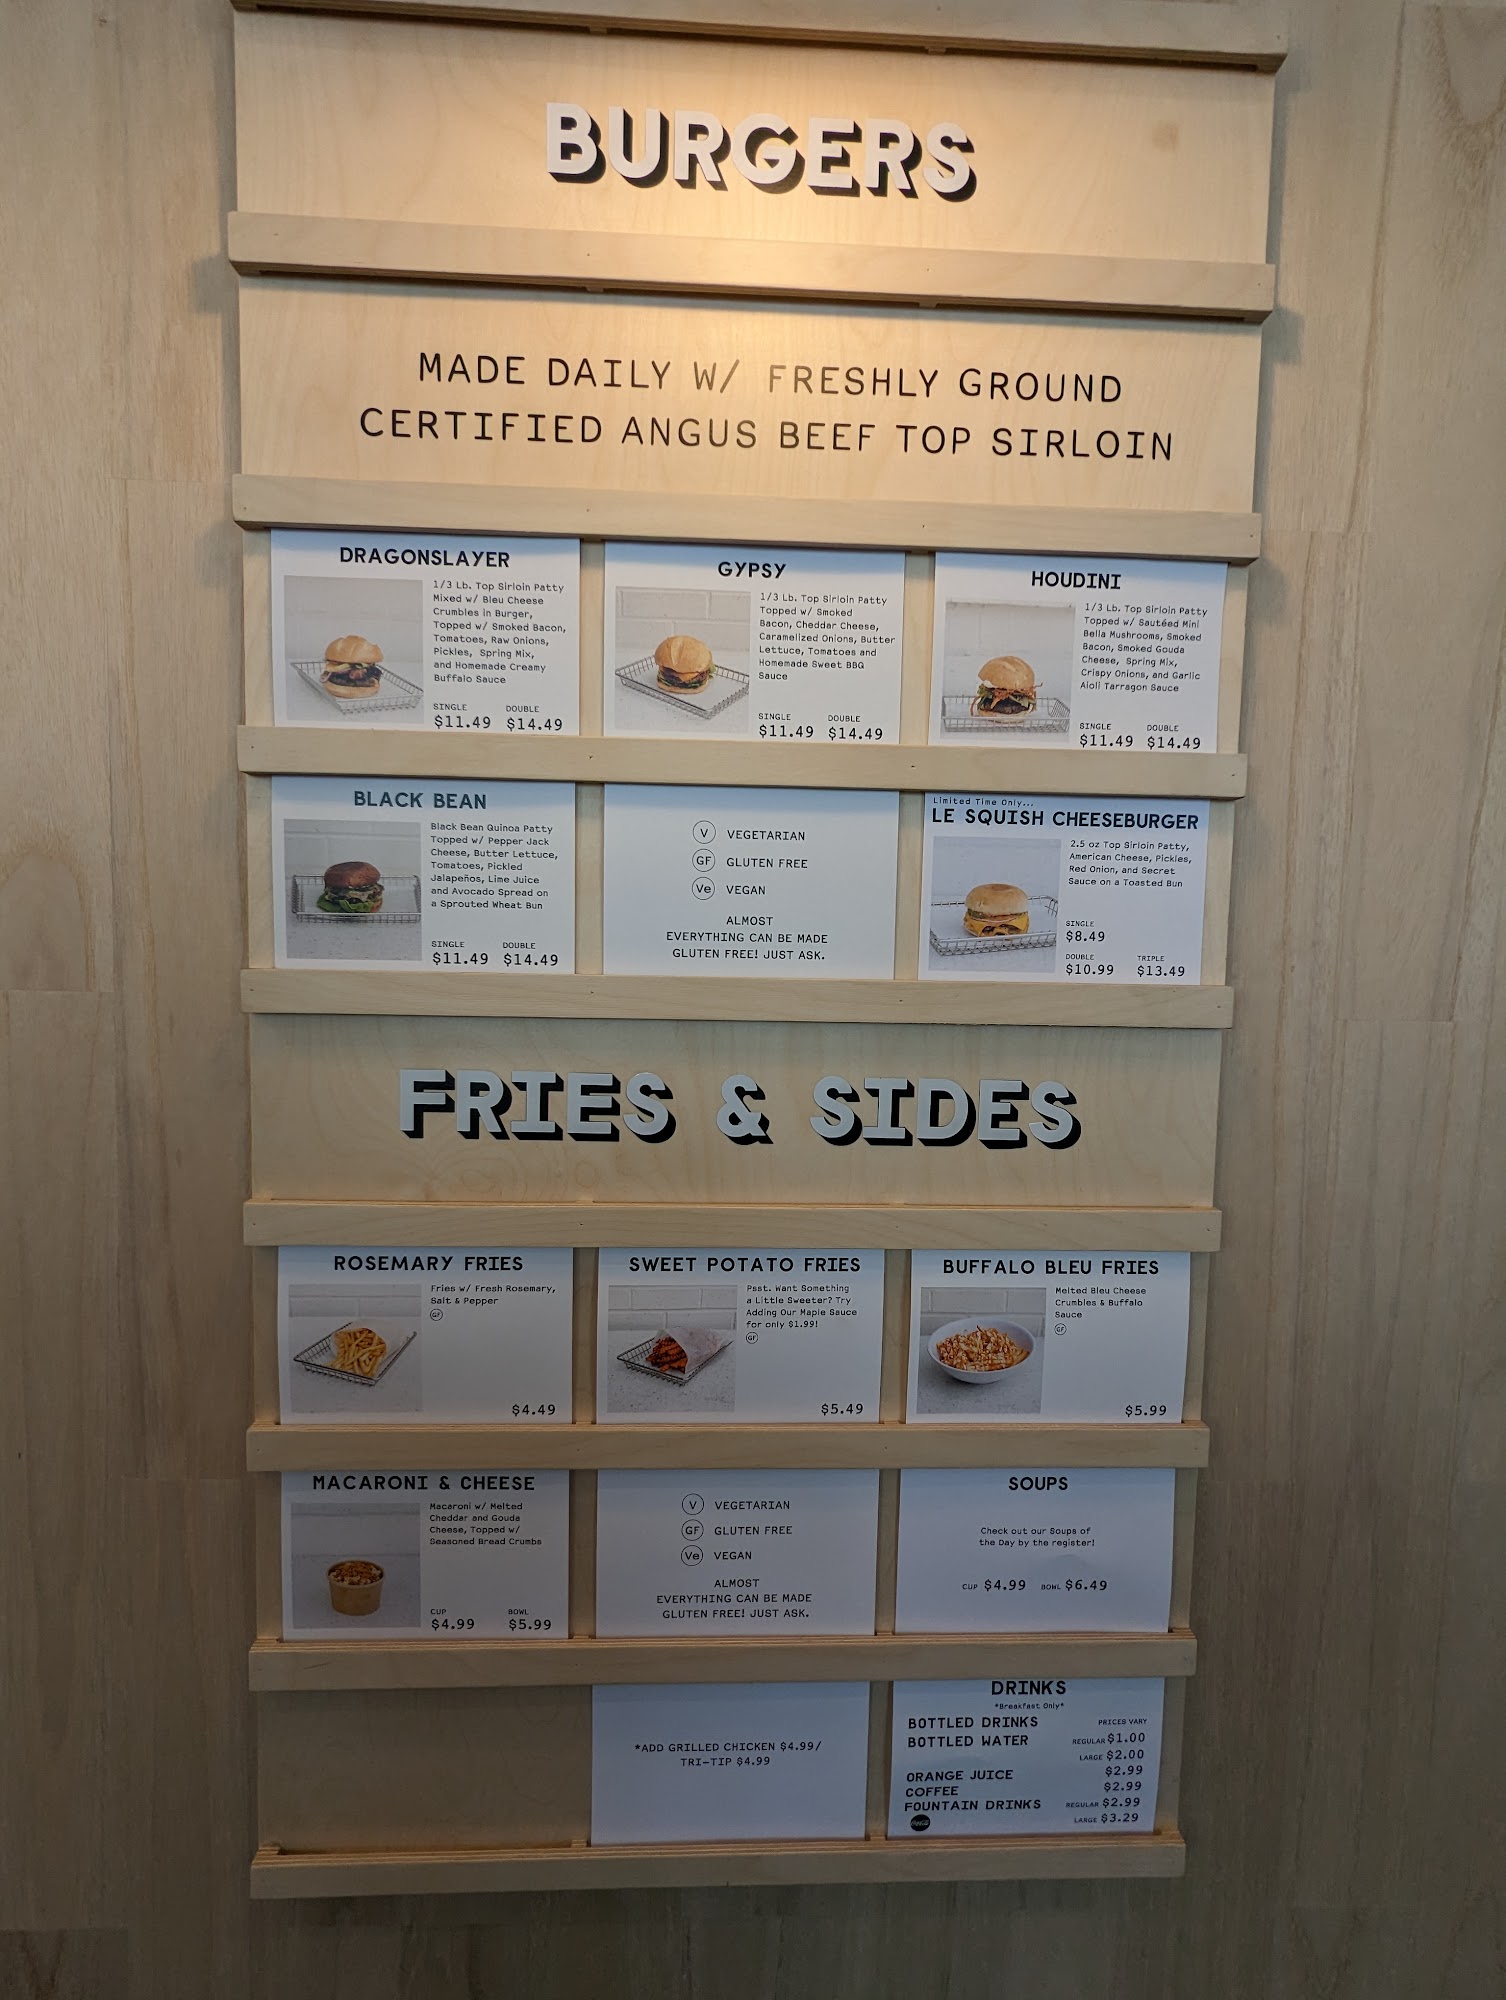 BURGERS
MADE DAILY W/ FRESHLY GROUND
CERTIFIED ANGUS BEEF TOP SIRLOIN
DRAGONSLAYER
1/3 Lb. Top Sirloin Patty
Mixed w/ Bleu Cheese
Crumbles in Burger,
Topped w/ Smoked Bacon,
Tomatoes, Raw Onions,
Pickles, Spring Mix,
and Homemade Creamy
Buffalo Sauce
SINGLE DOUBLE
$11.49 $14.49
GYPSY
1/3 Lb. Top Sirloin Patty
Topped w/ Smoked
Bacon, Cheddar Cheese,
Caramelized Onions, Butter
Lettuce, Tomatoes and
Homemade Sweet BBQ
Sauce
SINGLE DOUBLE
$11.49 $14.49
HOUDINI
1/3 Lb. Top Sirloin Patty
Topped w/ Sautéed Mini
Bella Mushrooms, Smoked
Bacon, Smoked Gouda
Cheese, Spring Mix,
Crispy Onions, and Garlic
Aioli Tarragon Sauce
SINGLE DOUBLE
$11.49 $14.49
BLACK BEAN
Black Bean Quinoa Patty
Topped w/ Pepper Jack
Cheese, Butter Lettuce,
Tomatoes, Pickled
Jalapeños, Lime Juice
and Avocado Spread on
a Sprouted Wheat Bun
SINGLE DOUBLE
$11.49 $14.49
V VEGETARIAN
GF GLUTEN FREE
Ve VEGAN
ALMOST
EVERYTHING CAN BE MADE
GLUTEN FREE! JUST ASK.
Limited Time Only...
LE SQUISH CHEESEBURGER
2.5 oz Top Sirloin Patty,
American Cheese, Pickles,
Red Onion, and Secret
Sauce on a Toasted Bun
SINGLE
$8.49
DOUBLE TRIPLE
$10.99 $13.49
FRIES & SIDES
ROSEMARY FRIES
Fries w/ Fresh Rosemary,
Salt & Pepper
GF
$4.49
SWEET POTATO FRIES
Psst. Want Something
a Little Sweeter? Try
Adding Our Maple Sauce
for only $1.99!
GF
$5.49
BUFFALO BLEU FRIES
Melted Bleu Cheese
Crumbles & Buffalo
Sauce
GF
$5.99
MACARONI & CHEESE
Macaroni w/ Melted
Cheddar and Gouda
Cheese, Topped w/
Seasoned Bread Crumbs
CUP BOWL
$4.99 $5.99
V VEGETARIAN
GF GLUTEN FREE
Ve VEGAN
ALMOST
EVERYTHING CAN BE MADE
GLUTEN FREE! JUST ASK.
SOUPS
Check out our Soups of
the Day by the register!
CUP $4.99 BOWL $6.49
*ADD GRILLED CHICKEN $4.99/
TRI-TIP $4.99
DRINKS
*Breakfast Only*
BOTTLED DRINKS PRICES VARY
BOTTLED WATER REGULAR $1.00
LARGE $2.00
ORANGE JUICE $2.99
COFFEE $2.99
FOUNTAIN DRINKS REGULAR $2.99
Coca-Cola LARGE $3.29